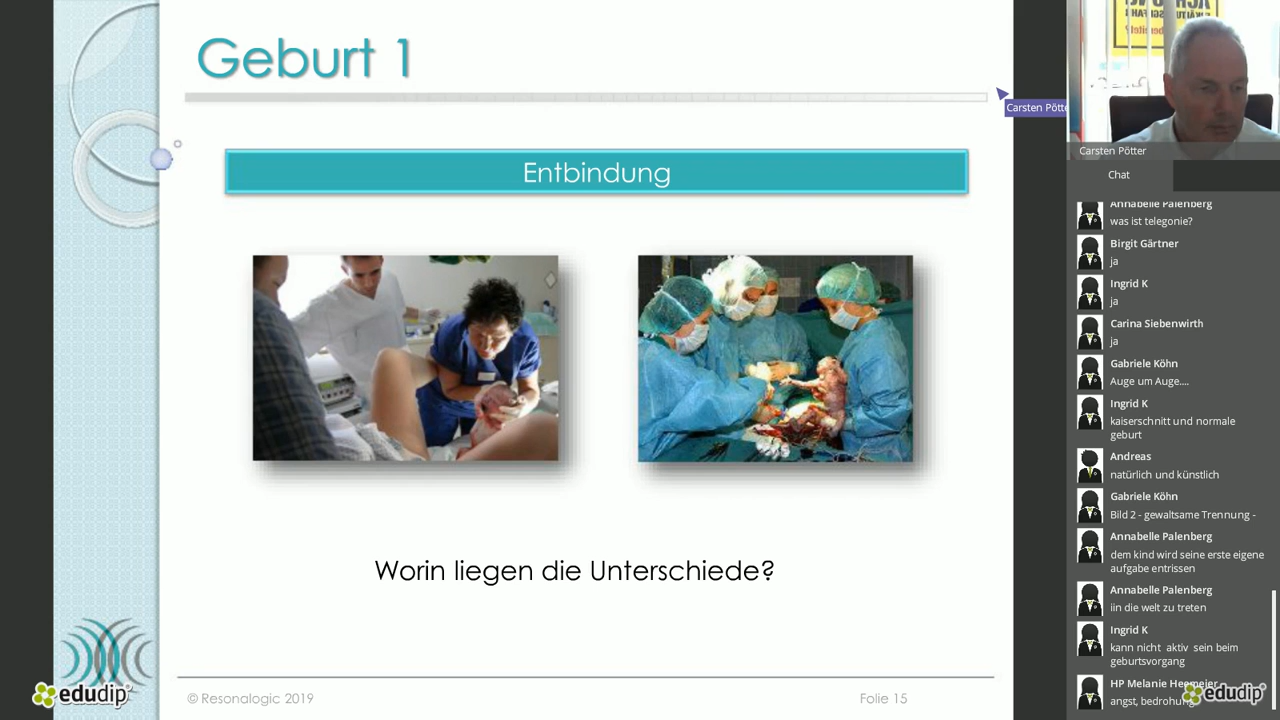 Geburt 1
Carsten Pötte
Entbindung
Worin liegen die Unterschiede?
© Resonalogic 2019
Folie 15
edudip
Carsten Pötter
Chat
Annabelle Palenberg
was ist telegonie?
Birgit Gärtner
ja
Ingrid K
ja
Carina Siebenwirth
ja
Gabriele Köhn
Auge um Auge....
Ingrid K
kaiserschnitt und normale
geburt
Andreas
natürlich und künstlich
Gabriele Köhn
Bild 2 - gewaltsame Trennung -
Annabelle Palenberg
dem kind wird seine erste eigene
aufgabe entrissen
Annabelle Palenberg
iin die welt zu treten
Ingrid K
kann nicht aktiv sein beim
geburtsvorgang
HP Melanie
angst,
edudip